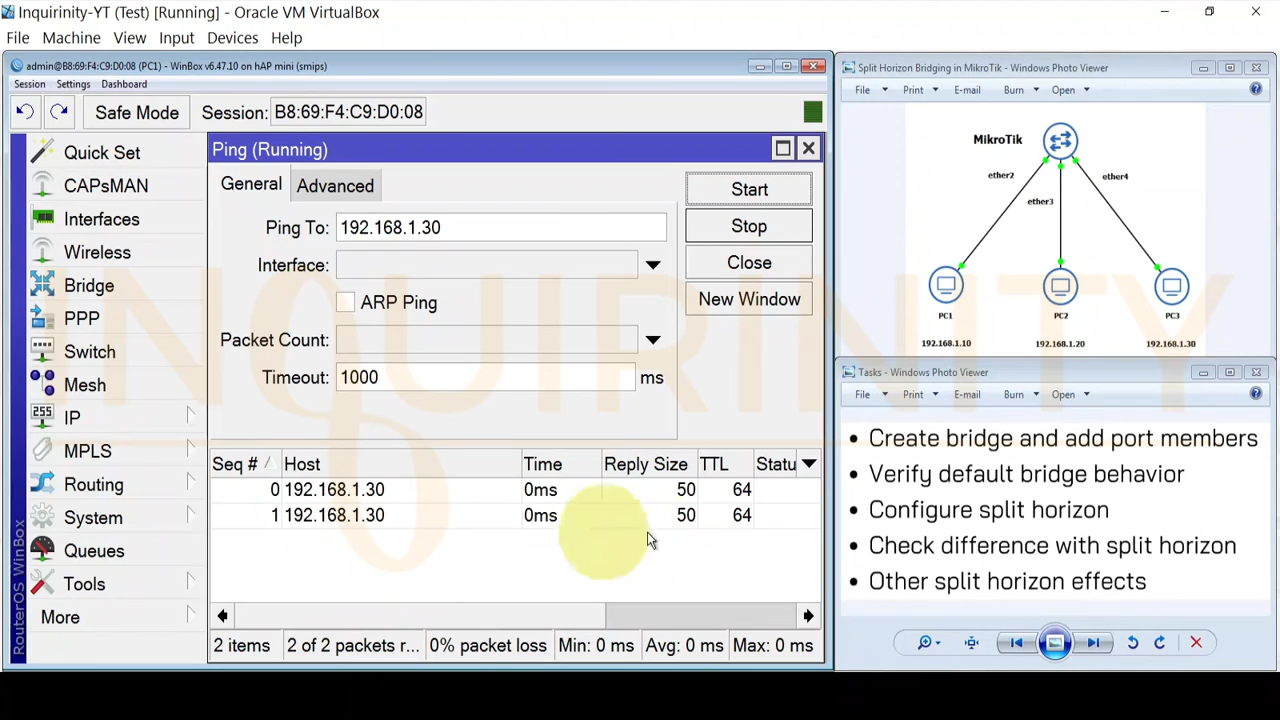 Inquirinity-YT (Test) [Running] - Oracle VM VirtualBox
File Machine View Input Devices Help
admin@B8:69:F4:C9:D0:08 (PC1) - WinBox v6.47.10 on hAP mini (smips)
Session Settings Dashboard
Safe Mode Session: B8:69:F4:C9:D0:08
Quick Set
CAPsMAN
Interfaces
Wireless
Bridge
PPP
Switch
Mesh
255 IP
MPLS
Routing
System
Queues
Tools
More
RouterOS WinBox
Ping (Running)
General Advanced
Ping To: 192.168.1.30
Interface:
ARP Ping
Packet Count:
Timeout: 1000 ms
Start
Stop
Close
New Window
Seq # Host Time Reply Size TTL Statu
0 192.168.1.30 0ms 50 64
1 192.168.1.30 0ms 50 64
2 items 2 of 2 packets r... 0% packet loss Min: 0 ms Avg: 0 ms Max: 0 ms
Split Horizon Bridging in MikroTik - Windows Photo Viewer
File Print E-mail Burn Open
MikroTik
ether2 ether4
ether3
PC1 PC2 PC3
192.168.1.10 192.168.1.20 192.168.1.30
Tasks - Windows Photo Viewer
File Print E-mail Burn Open
• Create bridge and add port members
• Verify default bridge behavior
• Configure split horizon
• Check difference with split horizon
• Other split horizon effects
INQUIRINITY